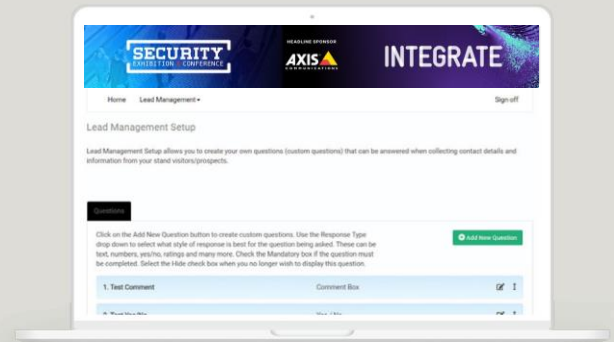 SECURITY
EXHIBITION + CONFERENCE
HEADLINE SPONSOR
AXIS
COMMUNICATIONS
INTEGRATE
Home Lead Management Sign off
Lead Management Setup
Lead Management Setup allows you to create your own questions (custom questions) that can be answered when collecting contact details and
information from your stand visitors/prospects.
Questions
Click on the Add New Question button to create custom questions. Use the Response Type
drop down to select what style of response is best for the question being asked. These can be
text, numbers, yes/no, ratings and many more. Check the Mandatory box if the question must
be completed. Select the Hide check box when you no longer wish to display this question.
Add New Question
1. Test Comment Comment Box
2. Test Yes/No Yes / No